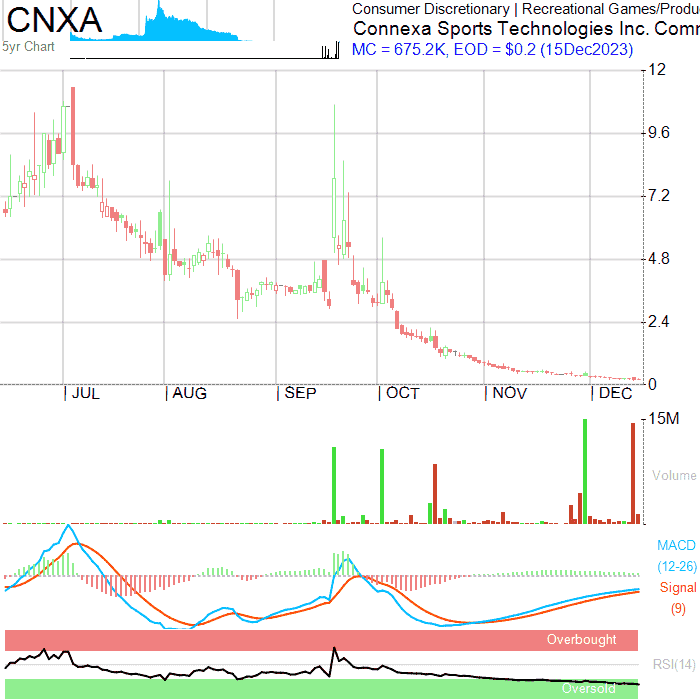 CNXA
Consumer Discretionary | Recreational Games/Produ
Connexa Sports Technologies Inc. Comm
5yr Chart
MC = 675.2K, EOD = $0.2 (15Dec2023)
12
9.6
7.2
4.8
2.4
0
JUL
AUG
SEP
OCT
NOV
DEC
15M
Volume
MACD
(12-26)
Signal
(9)
Overbought
RSI(14)
Oversold